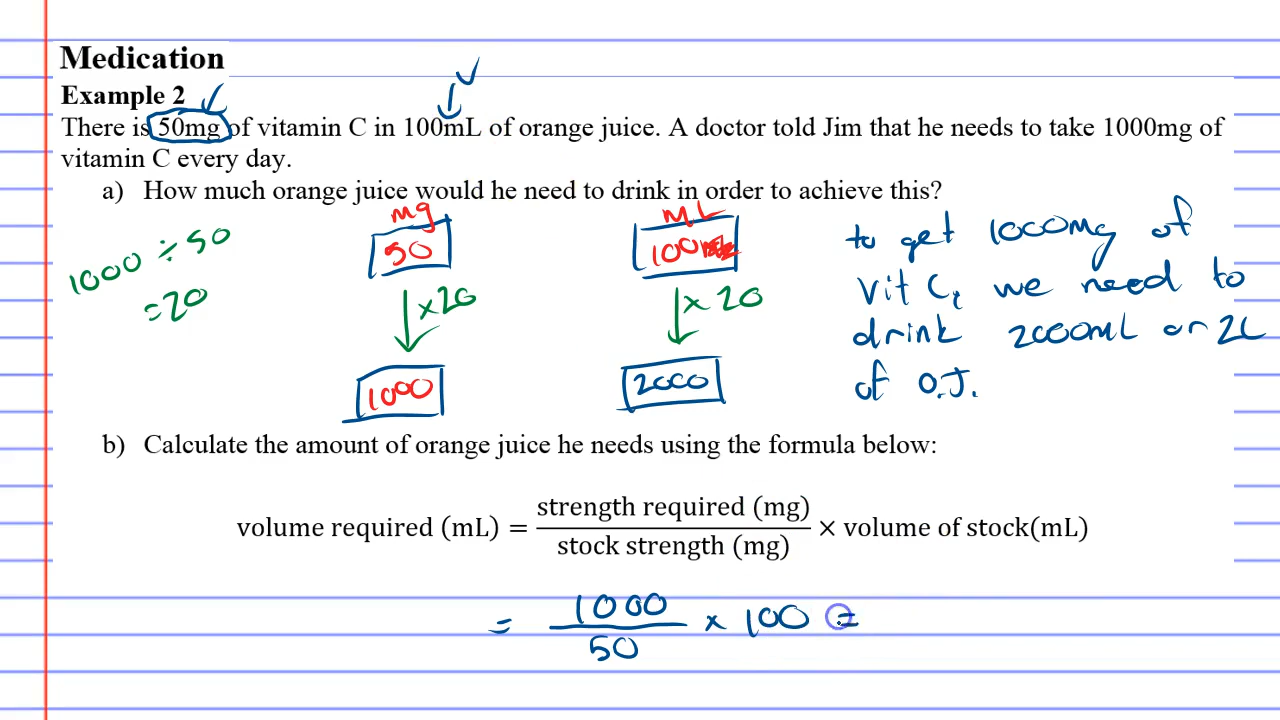 Medication
Example 2
There is 50mg of vitamin C in 100mL of orange juice. A doctor told Jim that he needs to take 1000mg of
vitamin C every day.
a) How much orange juice would he need to drink in order to achieve this?
1000 ÷ 50
=20
mg
50
×20
1000
mL
100
× 20
2000
to get 1000mg of
Vit C, we need to
drink 2000mL or 2L
of O.J.
b) Calculate the amount of orange juice he needs using the formula below:
volume required (mL) = strength required (mg) / stock strength (mg) × volume of stock(mL)
= 1000 / 50 × 100 =